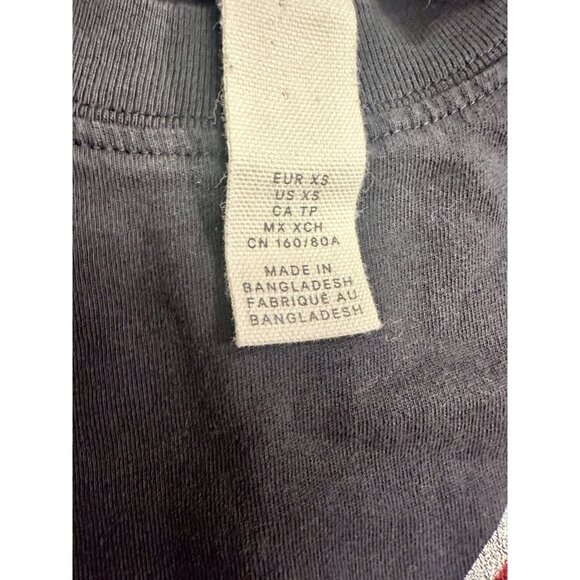 EUR XS
US XS
CA TP
MX XCH
CN 160/80A
MADE IN
BANGLADESH
FABRIQUÉ AU
BANGLADESH